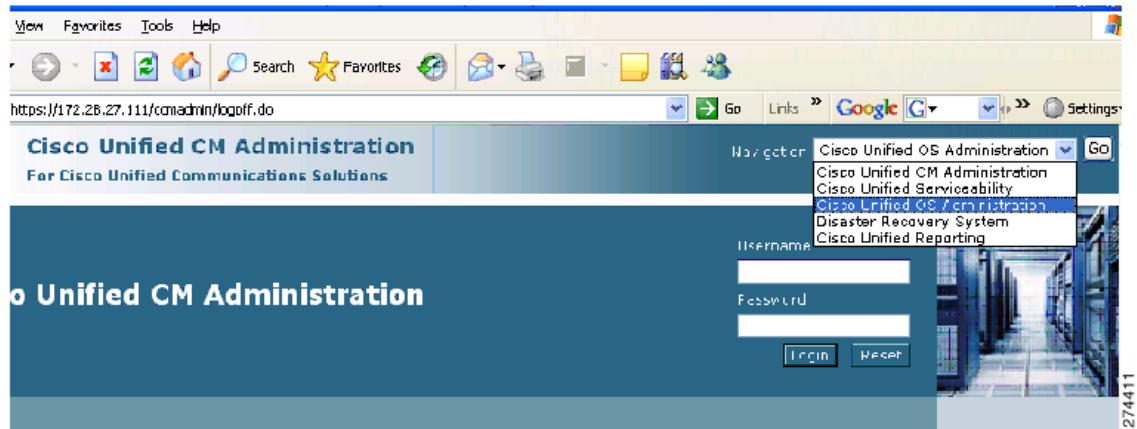 View Favorites Tools Help
Search Favorites
https://172.28.27.111/ccmadmin/logoff.do Go Links » Google G » Settings
Cisco Unified CM Administration
For Cisco Unified Communications Solutions
Navigation Cisco Unified OS Administration Go
Cisco Unified CM Administration
Cisco Unified Serviceability
Cisco Unified OS Administration
Disaster Recovery System
Cisco Unified Reporting
o Unified CM Administration
Username
Password
Login Reset
274411